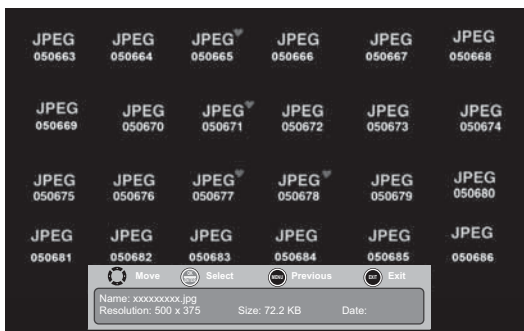 JPEG JPEG JPEG JPEG JPEG JPEG
050663 050664 050665 050666 050667 050668
JPEG JPEG JPEG JPEG JPEG JPEG
050669 050670 050671 050672 050673 050674
JPEG JPEG JPEG JPEG JPEG JPEG
050675 050676 050677 050678 050679 050680
JPEG JPEG JPEG JPEG JPEG JPEG
050681 050682 050683 050684 050685 050686
Move Select MENU Previous EXIT Exit
Name: xxxxxxxxx.jpg
Resolution: 500 x 375 Size: 72.2 KB Date: